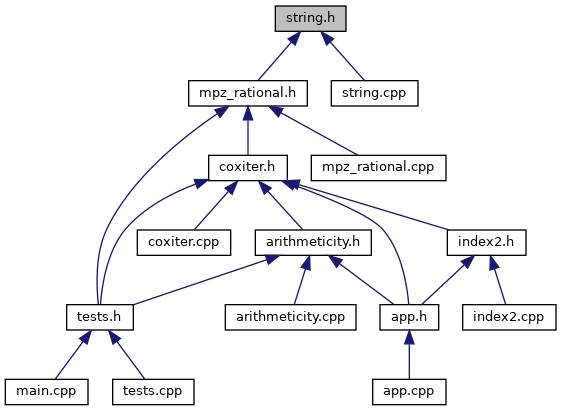 string.h
mpz_rational.h
string.cpp
coxiter.h
mpz_rational.cpp
coxiter.cpp
arithmeticity.h
index2.h
tests.h
arithmeticity.cpp
app.h
index2.cpp
main.cpp
tests.cpp
app.cpp